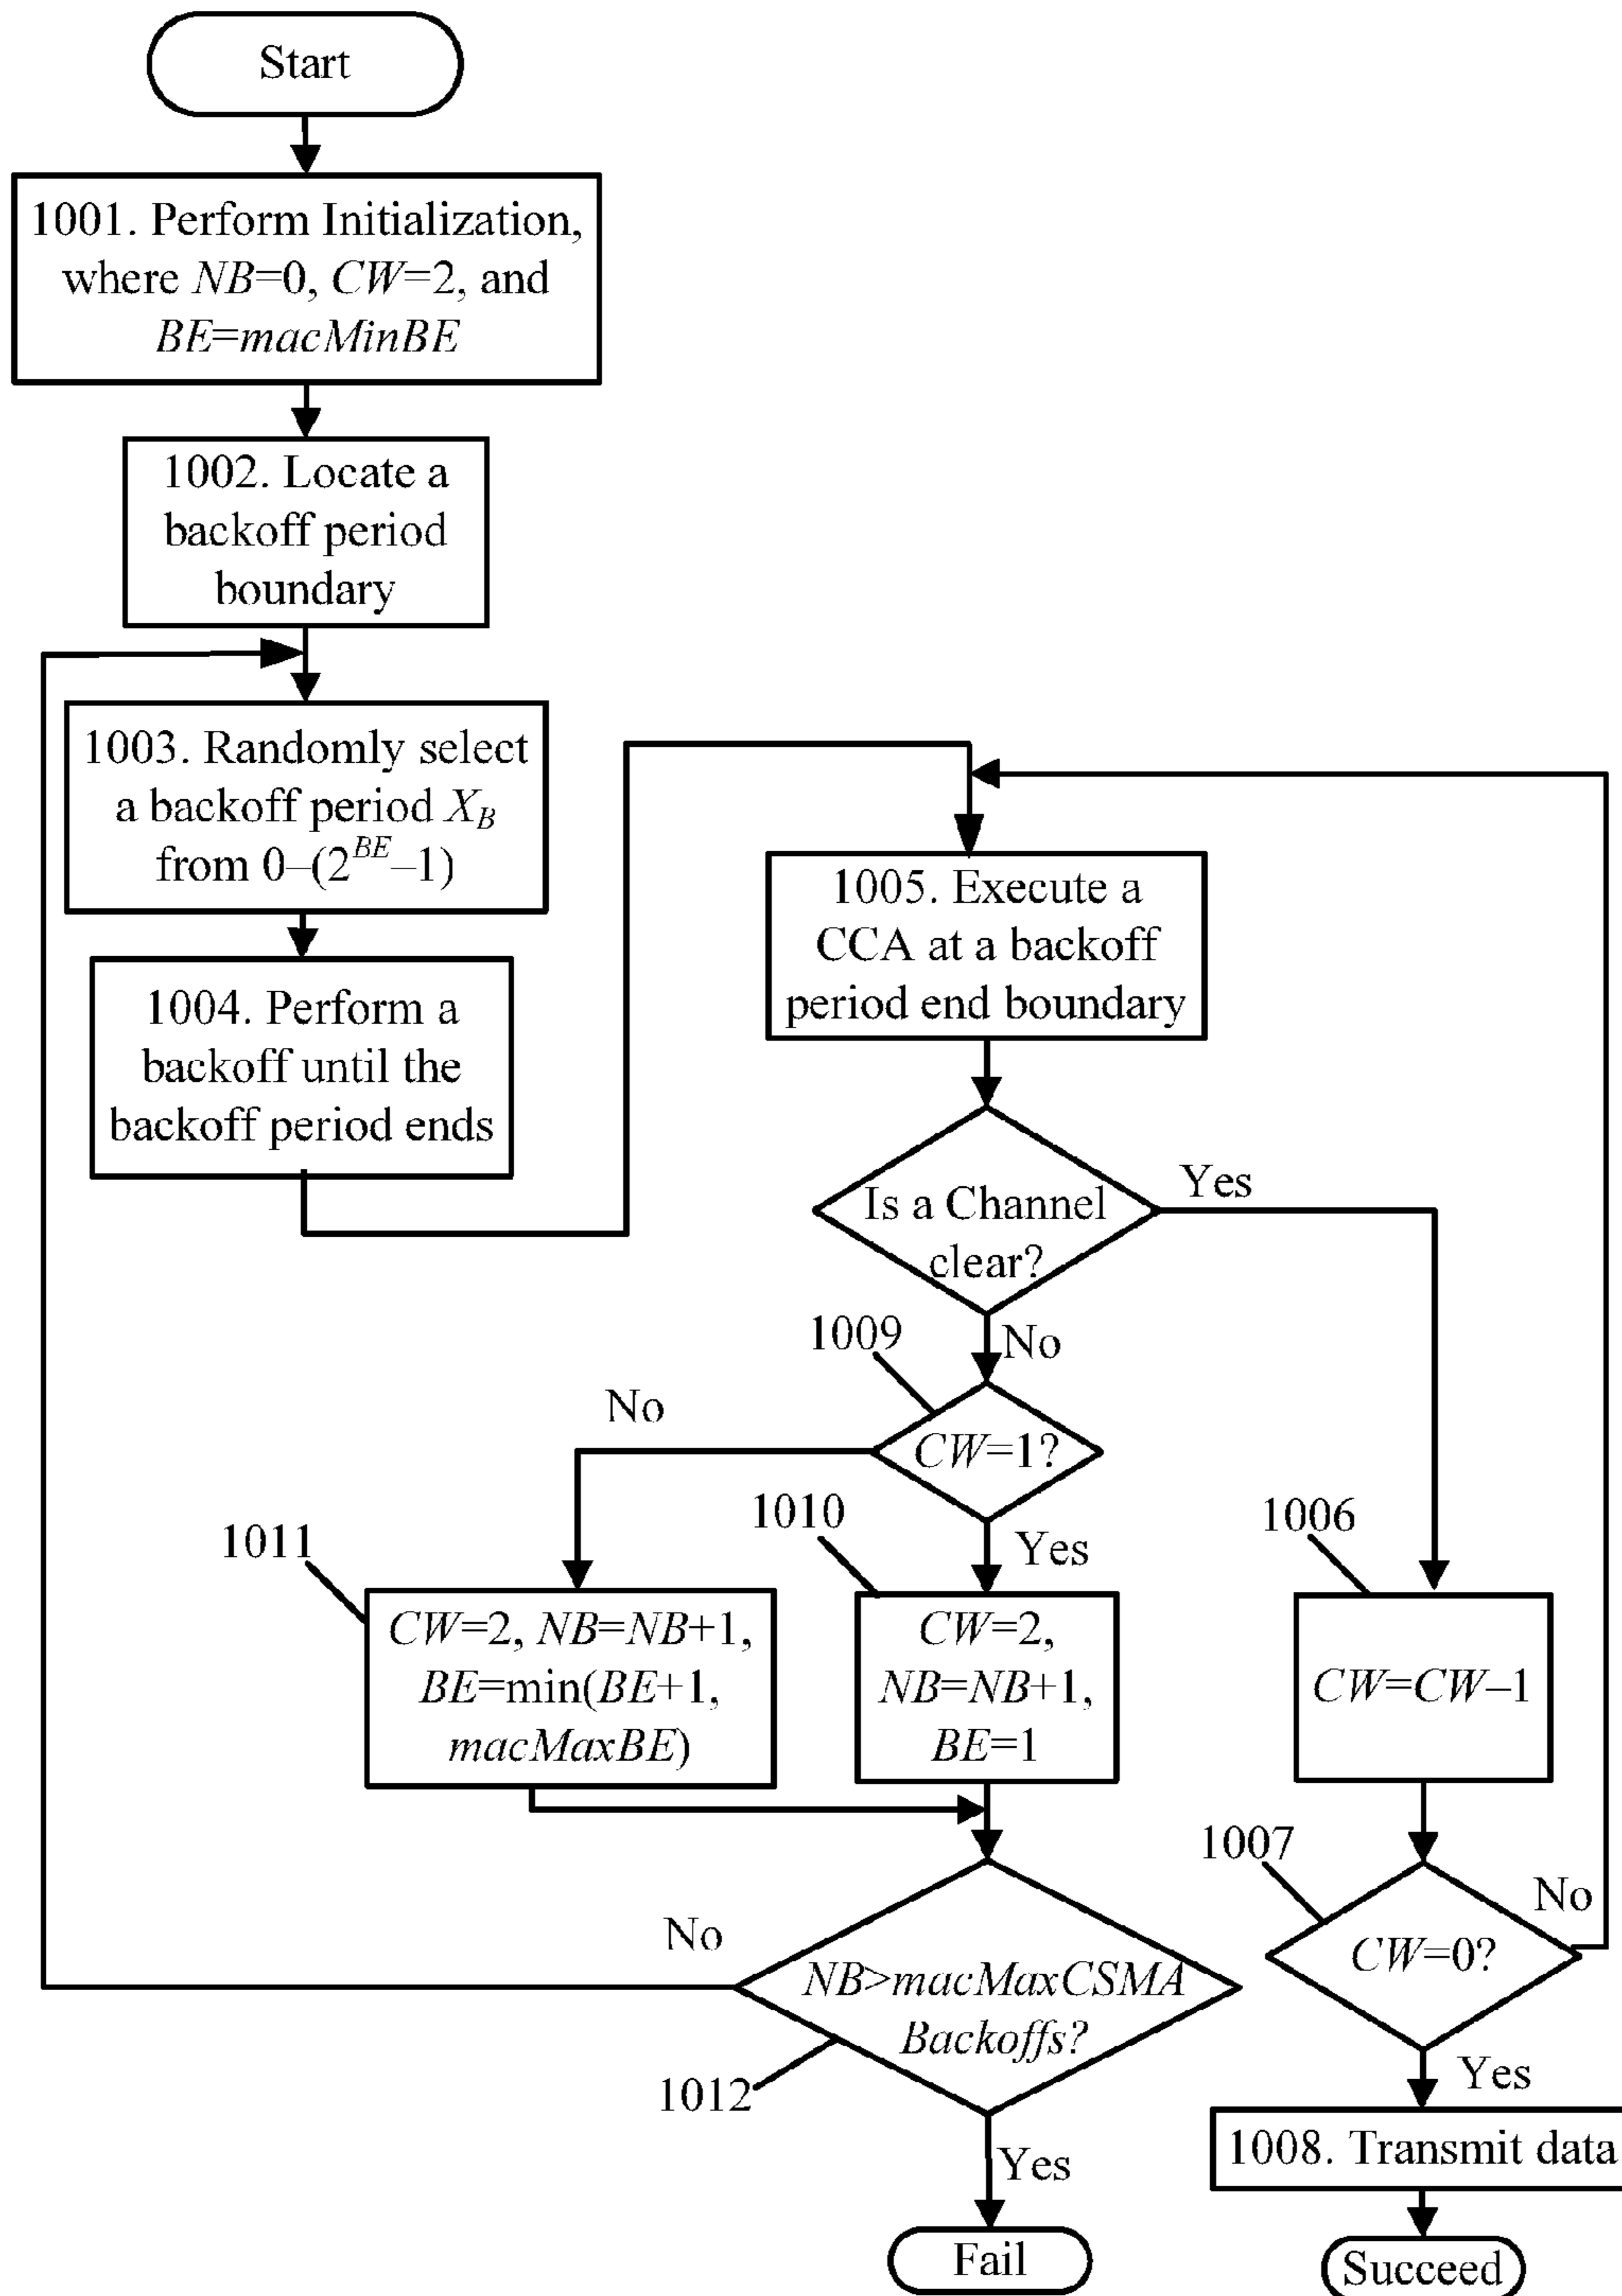 Start
1001. Perform Initialization,
where NB=0, CW=2, and
BE=macMinBE
1002. Locate a
backoff period
boundary
1003. Randomly select
a backoff period X_B
from 0–(2^BE–1)
1004. Perform a
backoff until the
backoff period ends
1005. Execute a
CCA at a backoff
period end boundary
Is a Channel
clear?
Yes
No
1009
CW=1?
No
Yes
1011
CW=2, NB=NB+1,
BE=min(BE+1,
macMaxBE)
1010
CW=2,
NB=NB+1,
BE=1
1006
CW=CW–1
1007
CW=0?
No
Yes
1008. Transmit data
Succeed
No
NB>macMaxCSMA
Backoffs?
1012
Yes
Fail